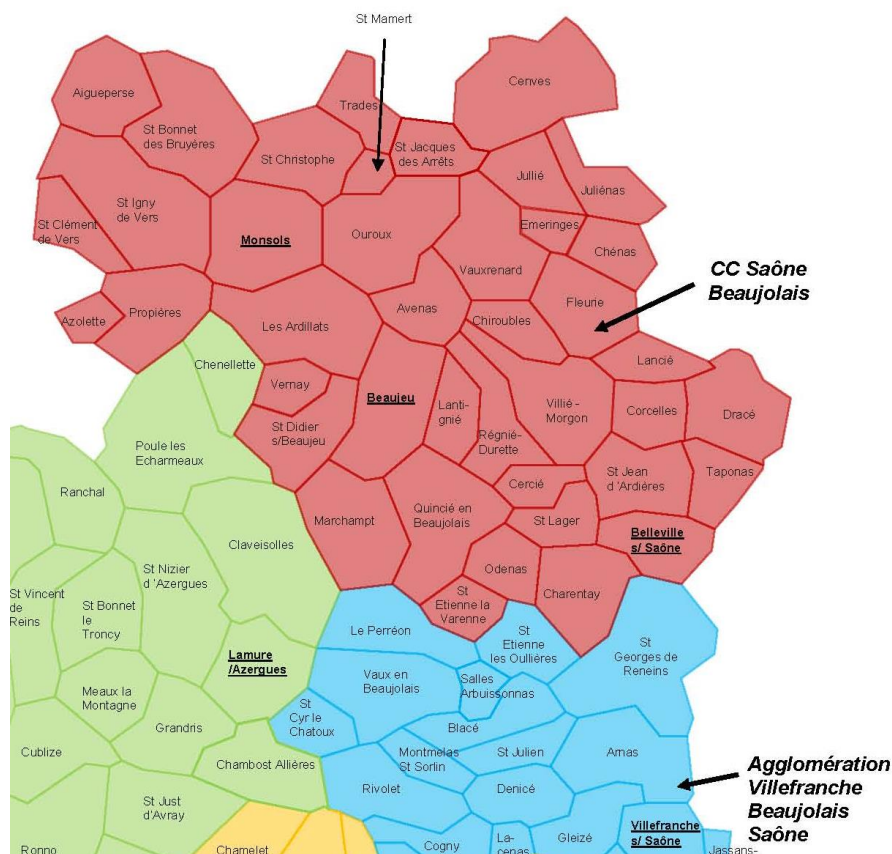 St Mamert
Cenves
Aigueperse
Trades
St Bonnet
des Bruyéres
St Jacques
des Arrêts
St Christophe
Jullié
Juliénas
St Igny
de Vers
St Clément
de Vers
Monsols
Ouroux
Emeringes
Chénas
Vauxrenard
CC Saône
Beaujolais
Azolette
Propières
Avenas
Fleurie
Les Ardillats
Chiroubles
Chenellette
Lancié
Vernay
Beaujeu
Lanti-
gnié
Villié -
Morgon
Corcelles
Dracé
St Didier
s/Beaujeu
Régnié-
Durette
Poule les
Echarmeaux
St Jean
d 'Ardières
Taponas
Ranchal
Cercié
Marchampt
Quincié en
Beaujolais
St Lager
Belleville
s/ Saône
Claveisolles
St Nizier
d 'Azergues
Odenas
St Vincent
de
Reins
St Bonnet
le
Troncy
St
Etienne la
Varenne
Charentay
Le Perréon
St
Etienne
les Oullières
St
Georges de
Reneins
Lamure
/Azergues
Vaux en
Beaujolais
Salles
Arbuissonnas
Meaux la
Montagne
St
Cyr le
Chatoux
Grandris
Blacé
Cublize
Montmelas
St Sorlin
St Julien
Arnas
Chambost Allières
Agglomération
Villefranche
Beaujolais
Saône
Rivolet
Denicé
St Just
d'Avray
Villefranche
s/ Saône
Ronno
Chamelet
Cogny
La-
cenas
Gleizé
Jassans-